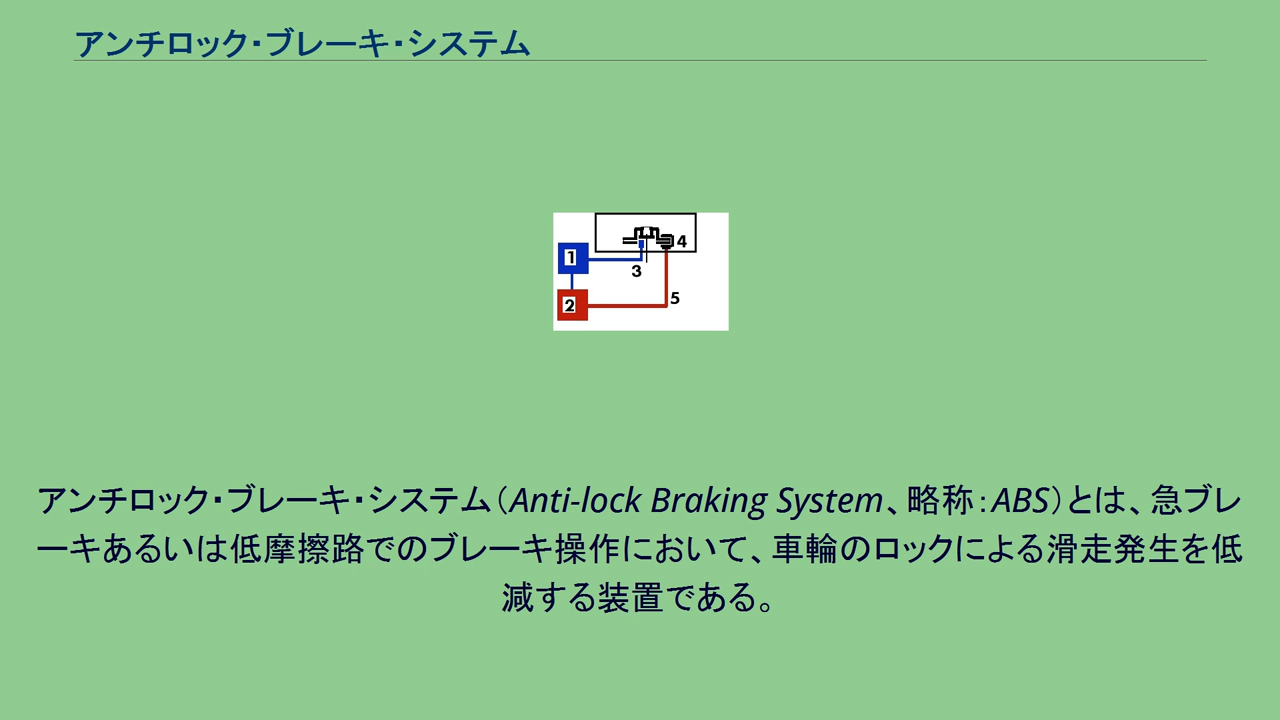 アンチロック・ブレーキ・システム
1
2
3
4
5
アンチロック・ブレーキ・システム（Anti-lock Braking System、略称：ABS）とは、急ブレ
ーキあるいは低摩擦路でのブレーキ操作において、車輪のロックによる滑走発生を低
減する装置である。